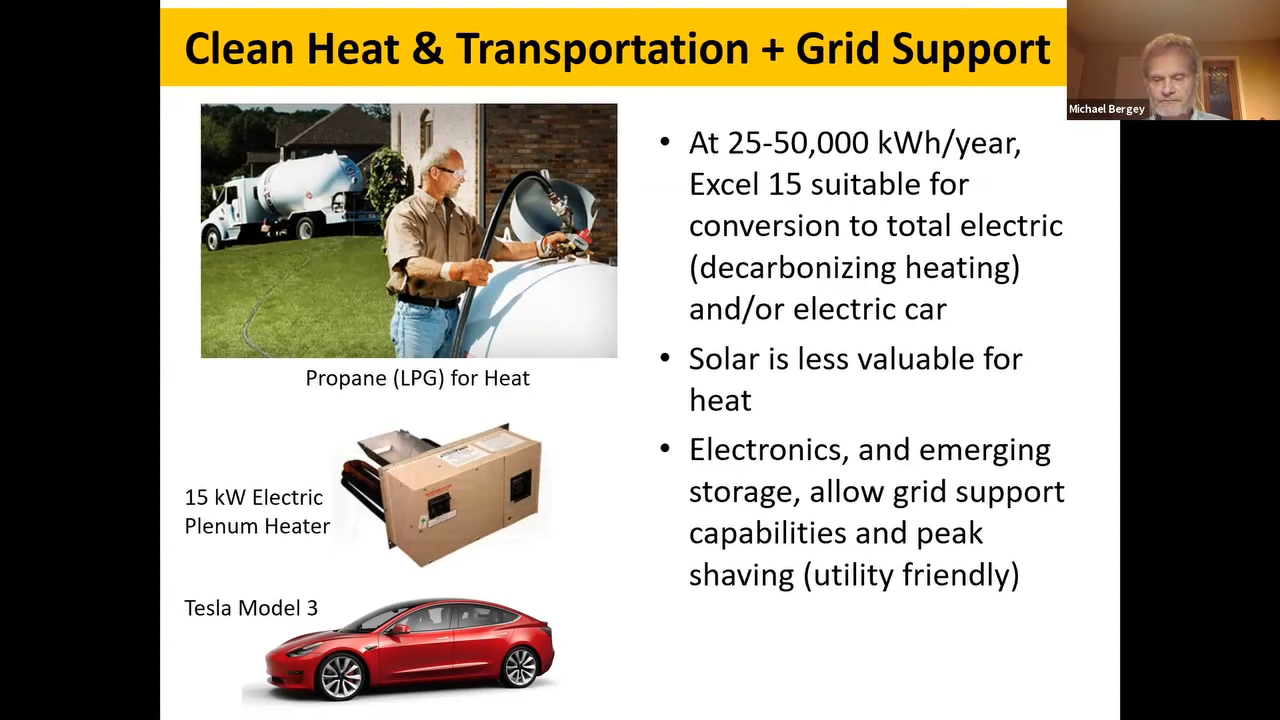 Clean Heat & Transportation + Grid Support
Michael Bergey
• At 25-50,000 kWh/year,
Excel 15 suitable for
conversion to total electric
(decarbonizing heating)
and/or electric car
• Solar is less valuable for
heat
• Electronics, and emerging
storage, allow grid support
capabilities and peak
shaving (utility friendly)
Propane (LPG) for Heat
15 kW Electric
Plenum Heater
Tesla Model 3